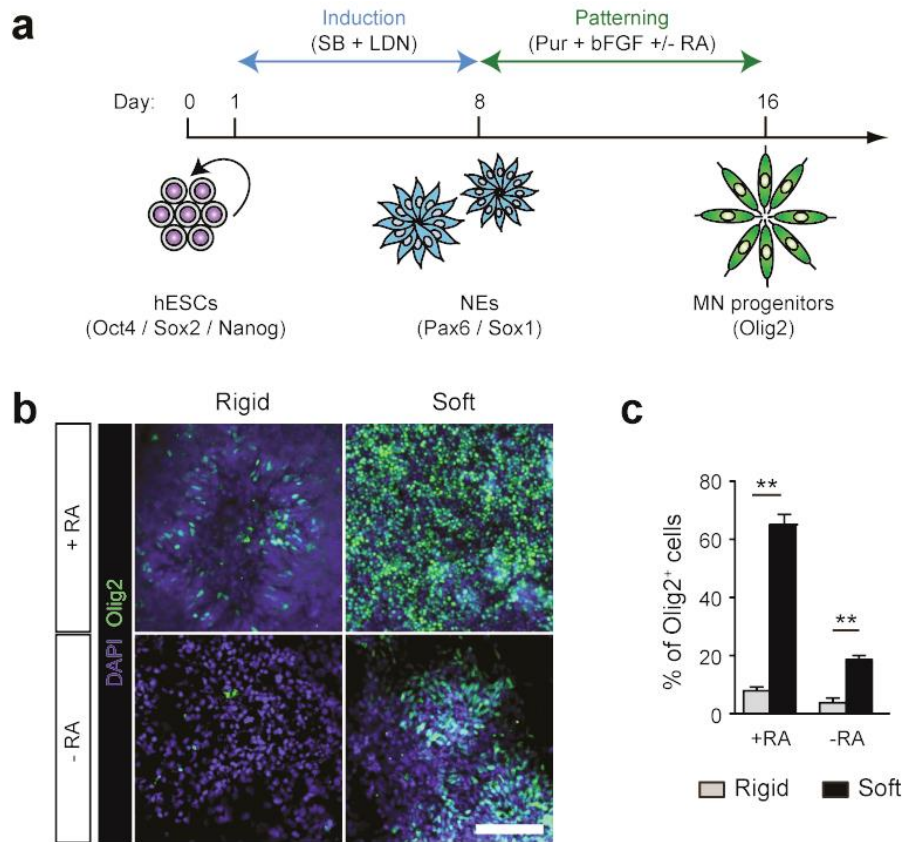 a
Induction
(SB + LDN)
Patterning
(Pur + bFGF +/- RA)
Day: 0 1 8 16
hESCs
(Oct4 / Sox2 / Nanog)
NEs
(Pax6 / Sox1)
MN progenitors
(Olig2)
b
Rigid Soft
+ RA
- RA
DAPI Olig2
c
% of Olig2+ cells
80
60
40
20
0
** **
+RA -RA
Rigid Soft